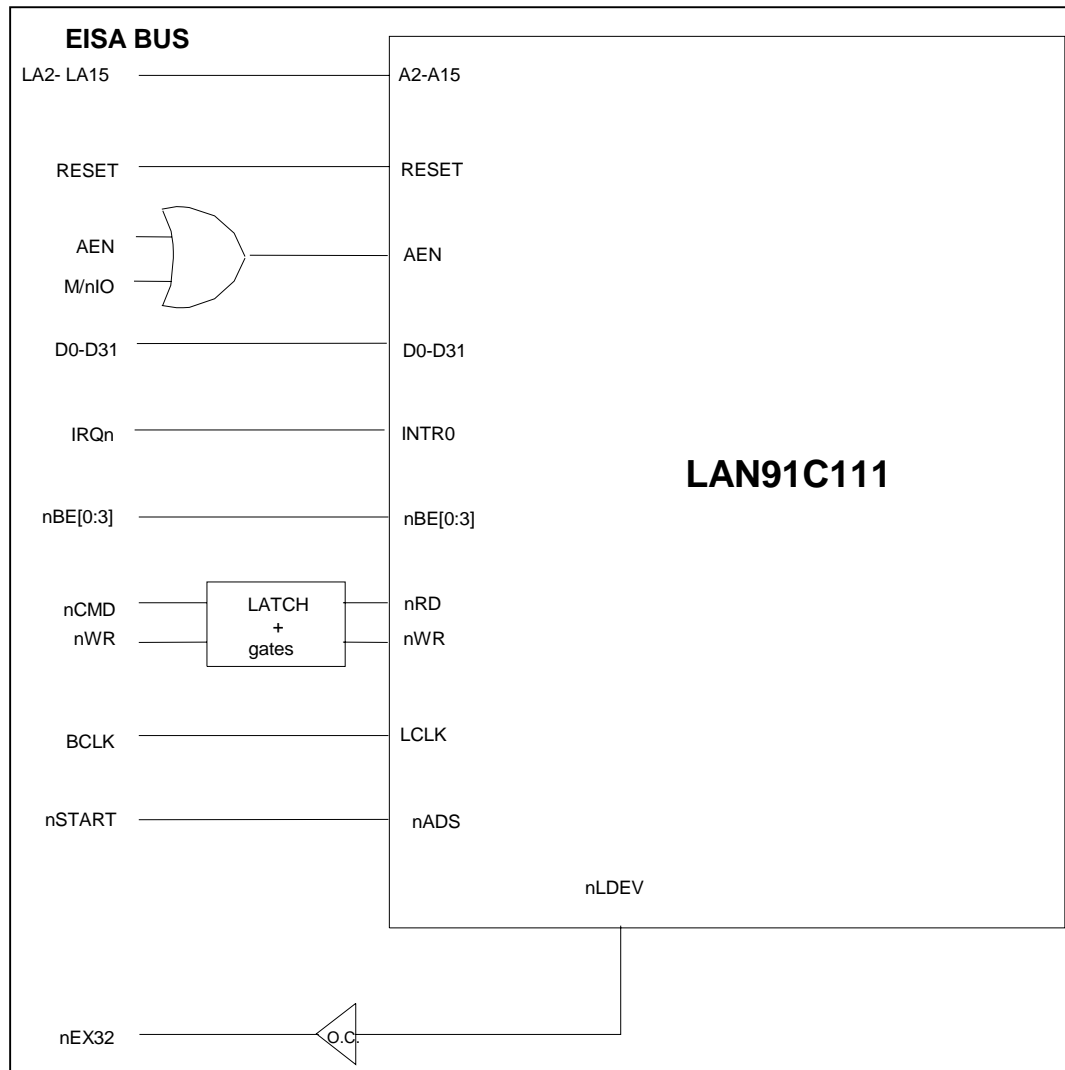 EISA BUS
LA2- LA15
A2-A15
RESET
RESET
AEN
M/nIO
AEN
D0-D31
D0-D31
IRQn
INTR0
LAN91C111
nBE[0:3]
nBE[0:3]
nCMD
nWR
LATCH
+
gates
nRD
nWR
BCLK
LCLK
nSTART
nADS
nLDEV
nEX32
O.C.